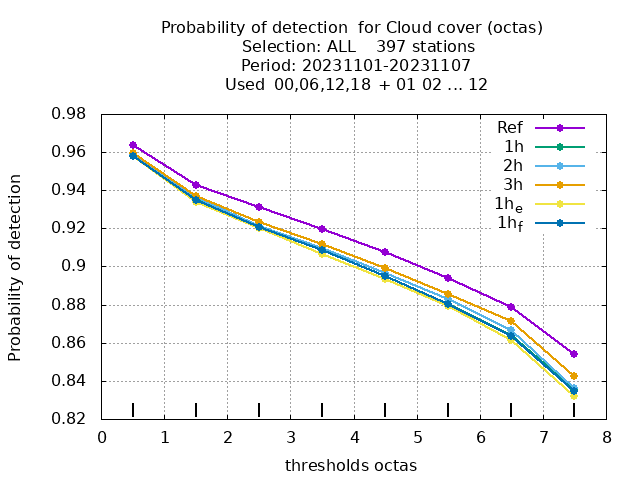 Probability of detection  for Cloud cover (octas)
Selection: ALL    397 stations
Period: 20231101-20231107
Used  00,06,12,18  + 01 02 ... 12
Probability of detection
0.98
0.96
0.94
0.92
0.9
0.88
0.86
0.84
0.82
Ref
1h
2h
3h
1h_e
1h_f
0 1 2 3 4 5 6 7 8
thresholds octas